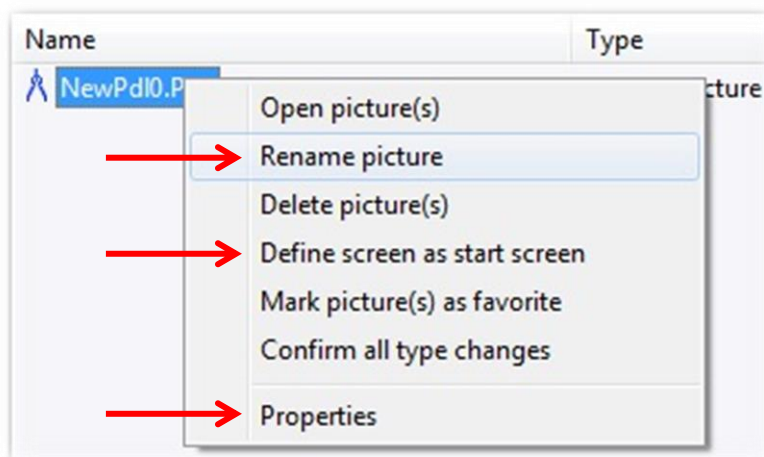 Name Type
NewPdl0.P
cture
Open picture(s)
Rename picture
Delete picture(s)
Define screen as start screen
Mark picture(s) as favorite
Confirm all type changes
Properties